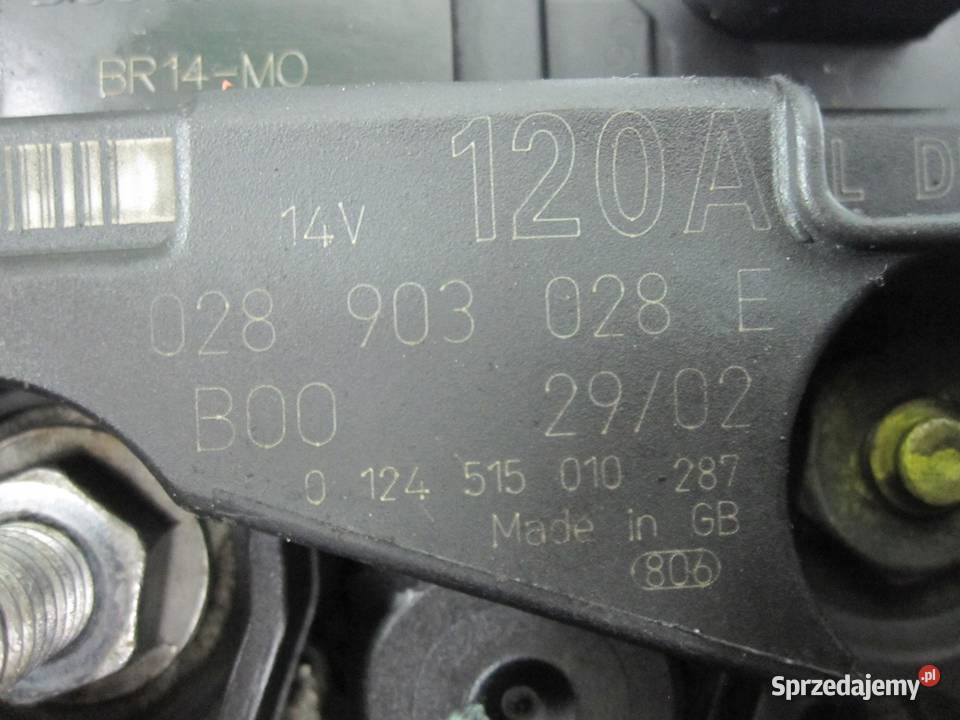 BR14-MO
14V 120A
L D
028 903 028 E
B00 29/02
0 124 515 010 287
Made in GB
806
Sprzedajemy.pl